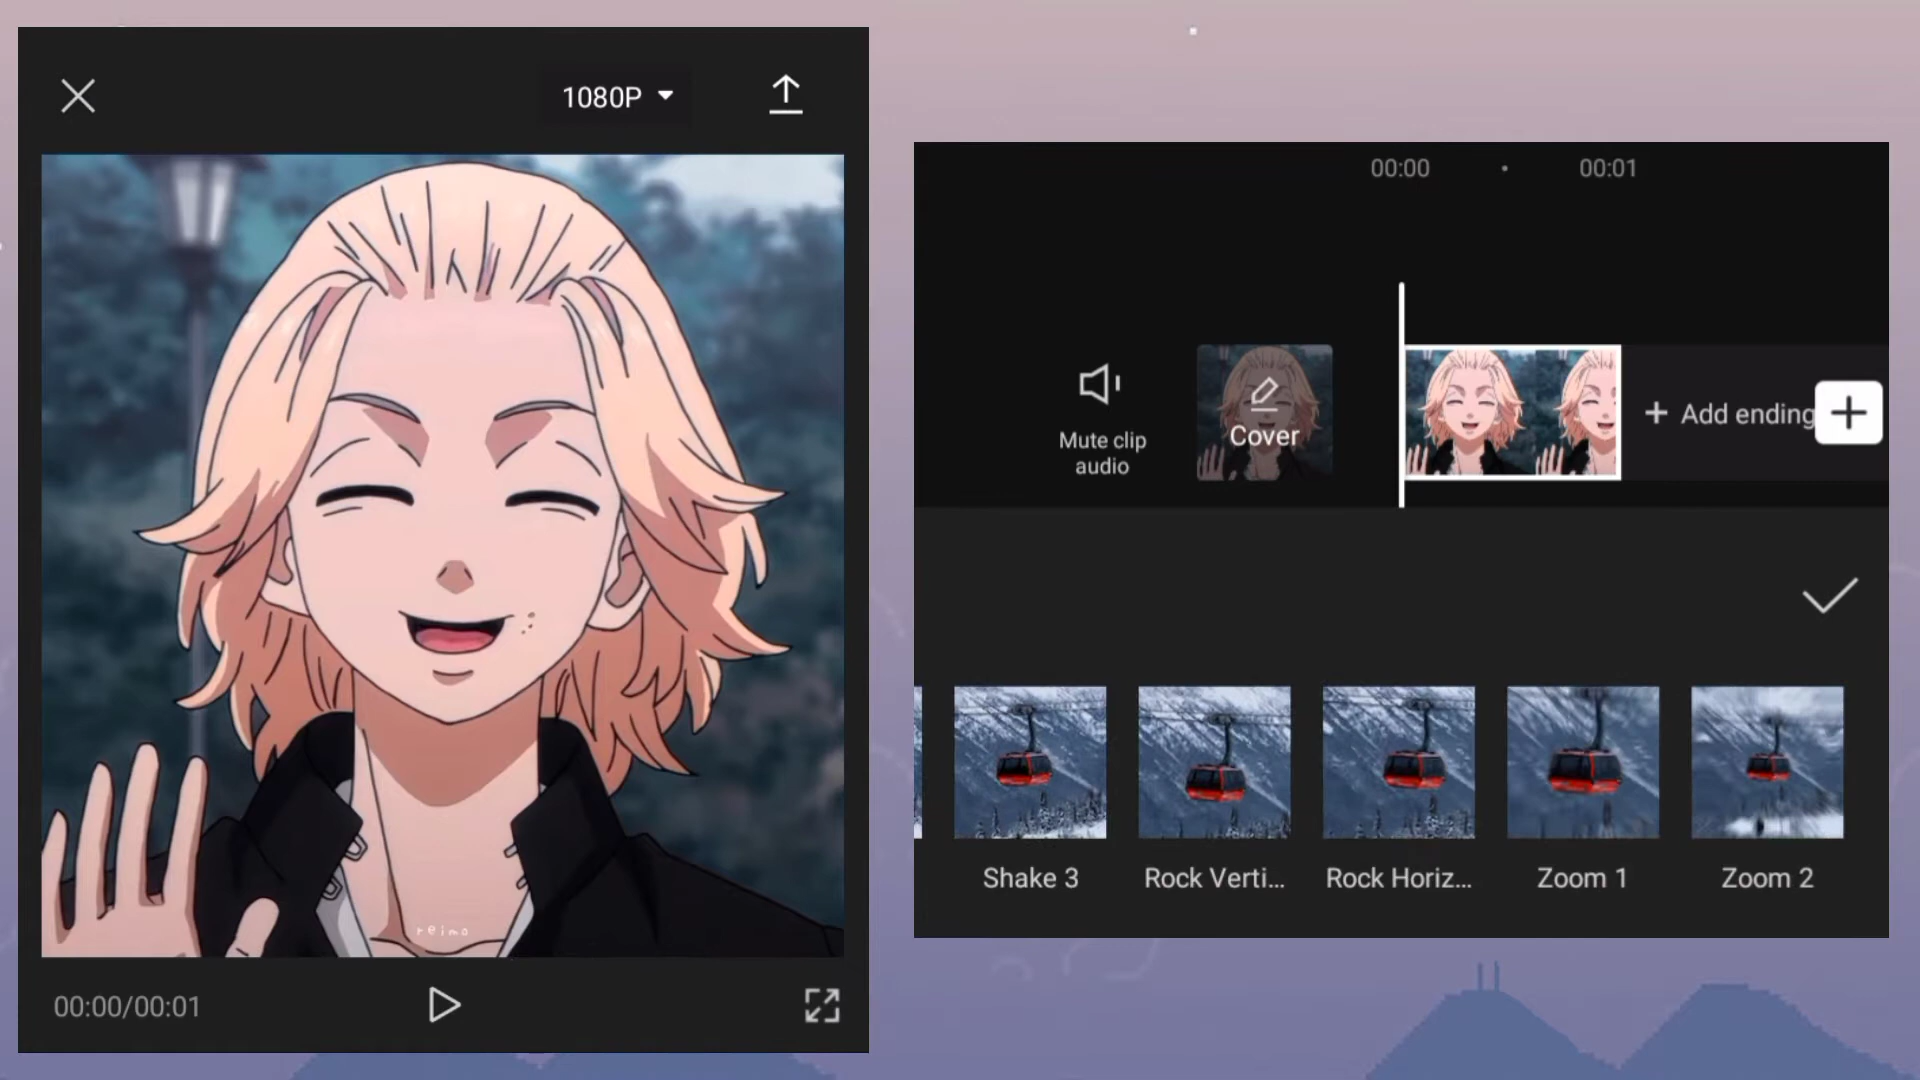 1080P
reimo
00:00/00:01
00:00
00:01
Mute clip
audio
Cover
+ Add ending
Shake 3
Rock Verti...
Rock Horiz...
Zoom 1
Zoom 2